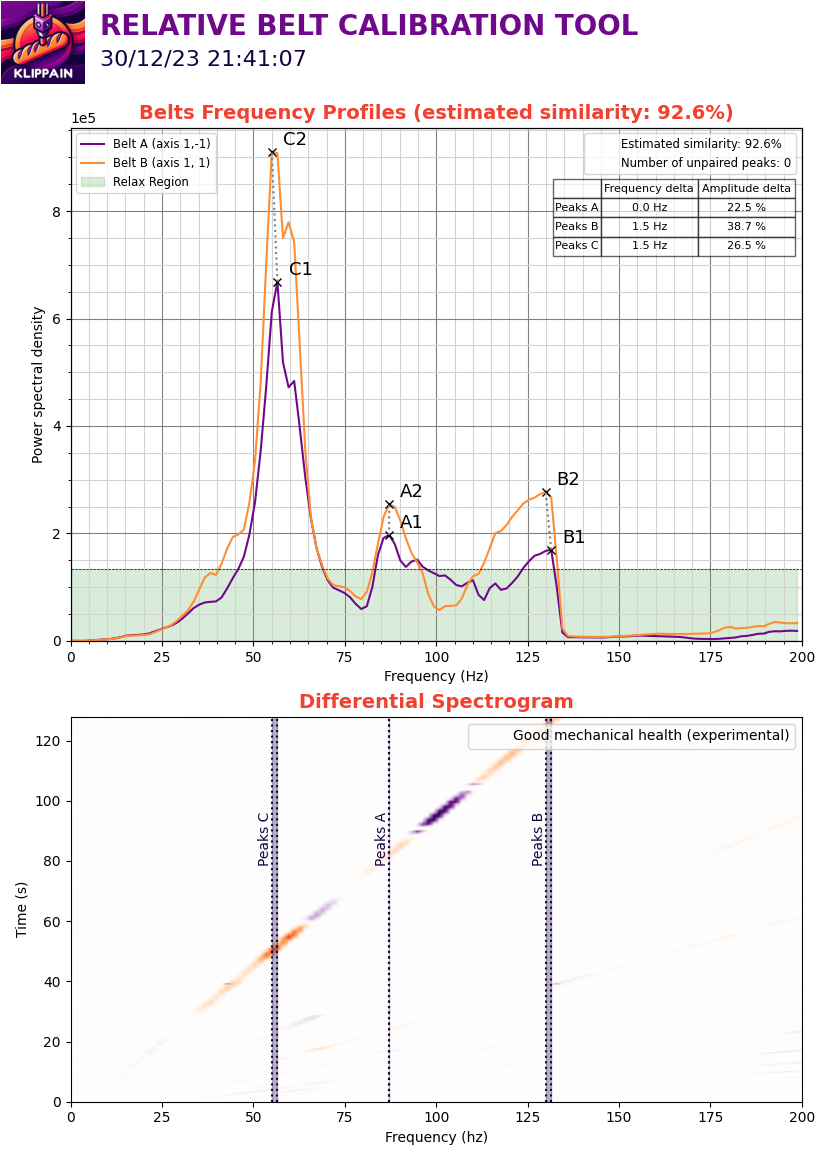 KLIPPAIN
RELATIVE BELT CALIBRATION TOOL
30/12/23 21:41:07
Belts Frequency Profiles (estimated similarity: 92.6%)
1e5
Belt A (axis 1,-1)
Belt B (axis 1, 1)
Relax Region
Estimated similarity: 92.6%
Number of unpaired peaks: 0
Frequency delta Amplitude delta
Peaks A 0.0 Hz 22.5 %
Peaks B 1.5 Hz 38.7 %
Peaks C 1.5 Hz 26.5 %
C2
C1
A2
A1
B2
B1
Power spectral density
8
6
4
2
0
0 25 50 75 100 125 150 175 200
Frequency (Hz)
Differential Spectrogram
Good mechanical health (experimental)
Peaks C
Peaks A
Peaks B
Time (s)
120
100
80
60
40
20
0
0 25 50 75 100 125 150 175 200
Frequency (hz)